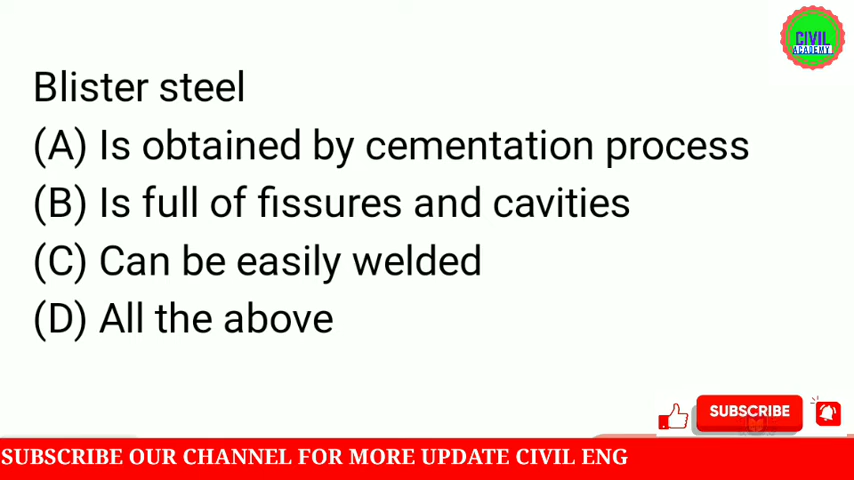 CIVIL
ACADEMY
Blister steel
(A) Is obtained by cementation process
(B) Is full of fissures and cavities
(C) Can be easily welded
(D) All the above
SUBSCRIBE
SUBSCRIBE OUR CHANNEL FOR MORE UPDATE CIVIL ENG